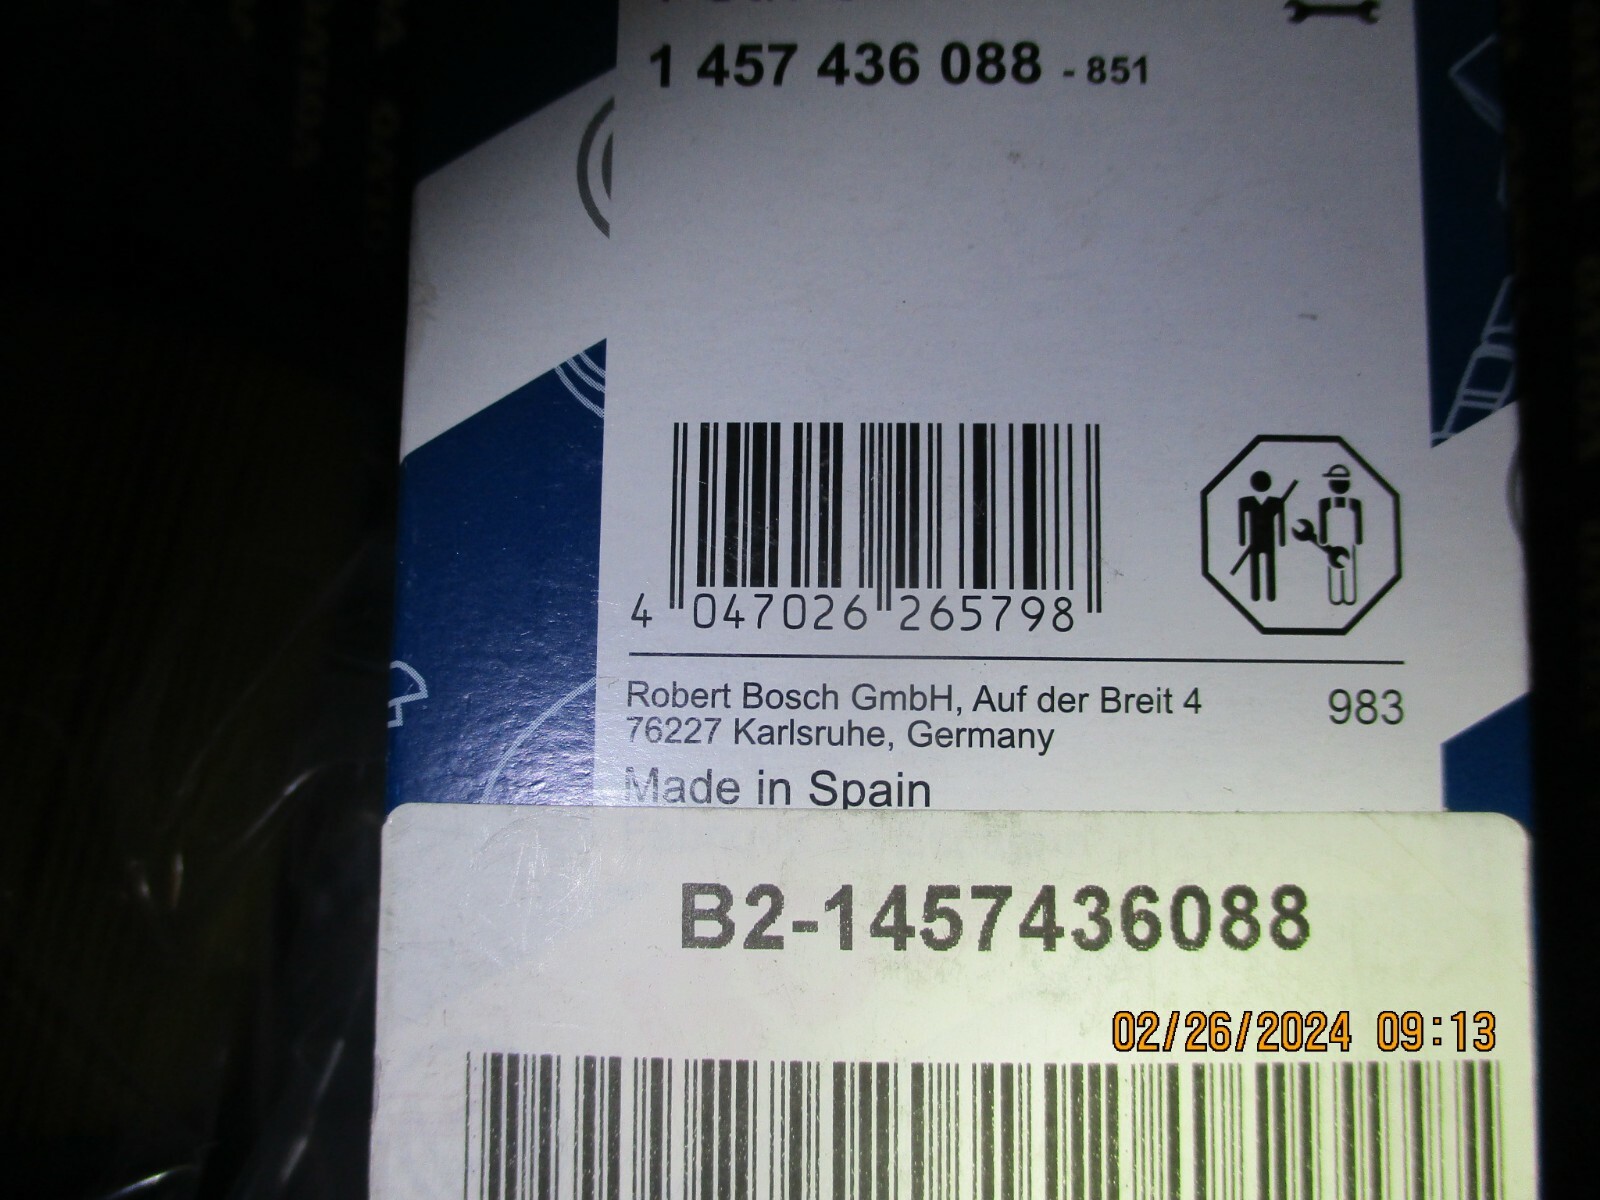 1 457 436 088 - 851
4 047026 265798
Robert Bosch GmbH, Auf der Breit 4
76227 Karlsruhe, Germany
983
Made in Spain
B2-1457436088
02/26/2024 09:13